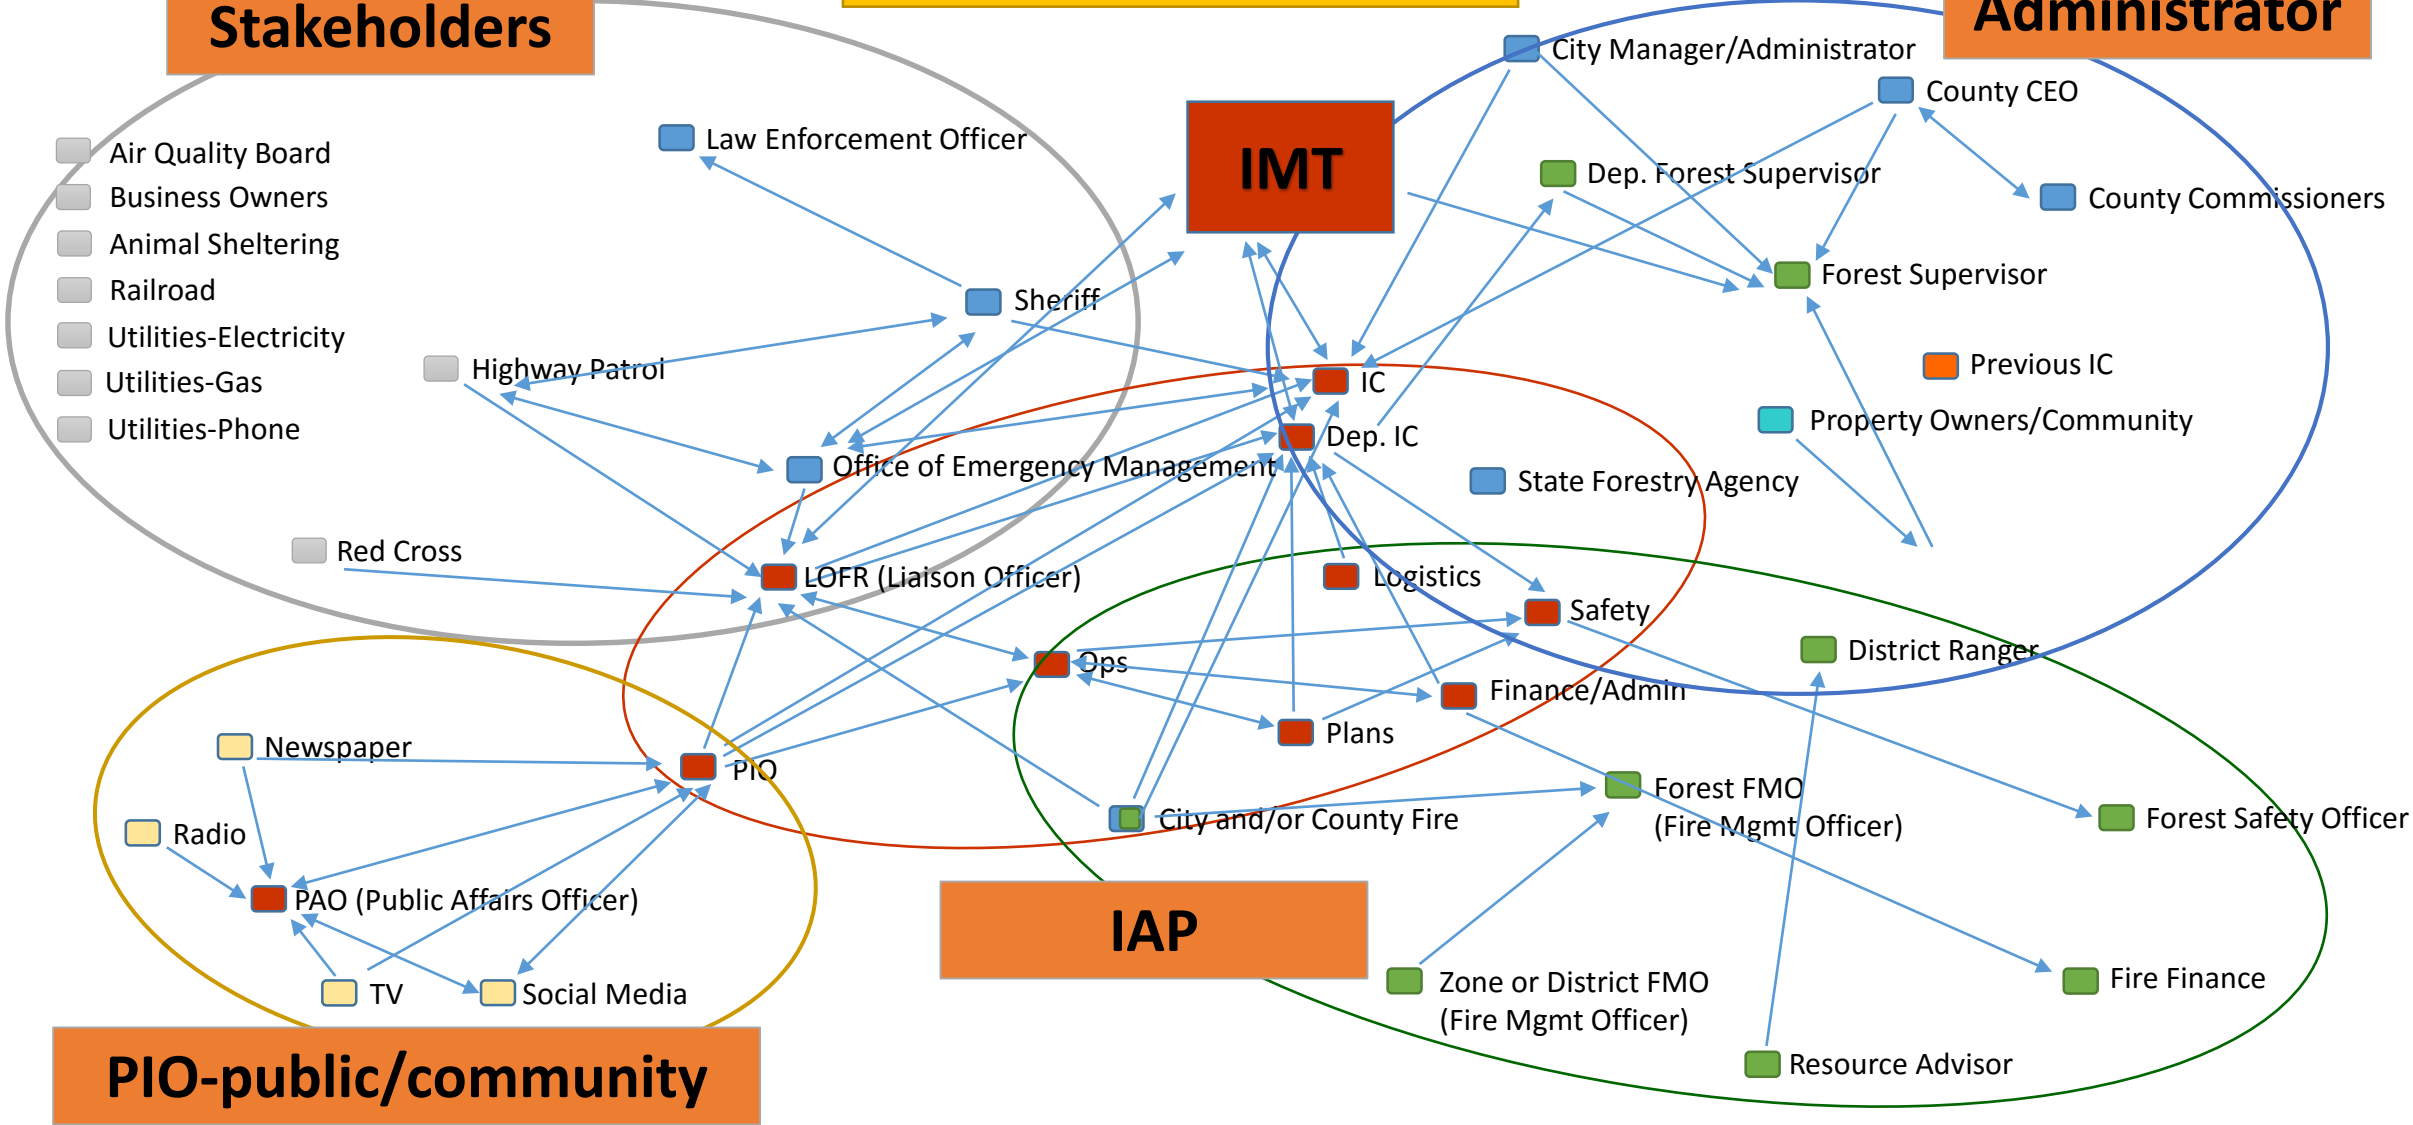 Stakeholders
Administrator
City Manager/Administrator
County CEO
IMT
Law Enforcement Officer
Air Quality Board
Dep. Forest Supervisor
Business Owners
County Commissioners
Animal Sheltering
Forest Supervisor
Railroad
Sheriff
Utilities-Electricity
Highway Patrol
Previous IC
Utilities-Gas
IC
Property Owners/Community
Utilities-Phone
Dep. IC
Office of Emergency Management
State Forestry Agency
Red Cross
LOFR (Liaison Officer)
Logistics
Safety
District Ranger
Ops
Finance/Admin
Plans
Newspaper
PIO
Forest FMO
(Fire Mgmt Officer)
City and/or County Fire
Forest Safety Officer
Radio
PAO (Public Affairs Officer)
IAP
Zone or District FMO
(Fire Mgmt Officer)
Fire Finance
TV
Social Media
Resource Advisor
PIO-public/community